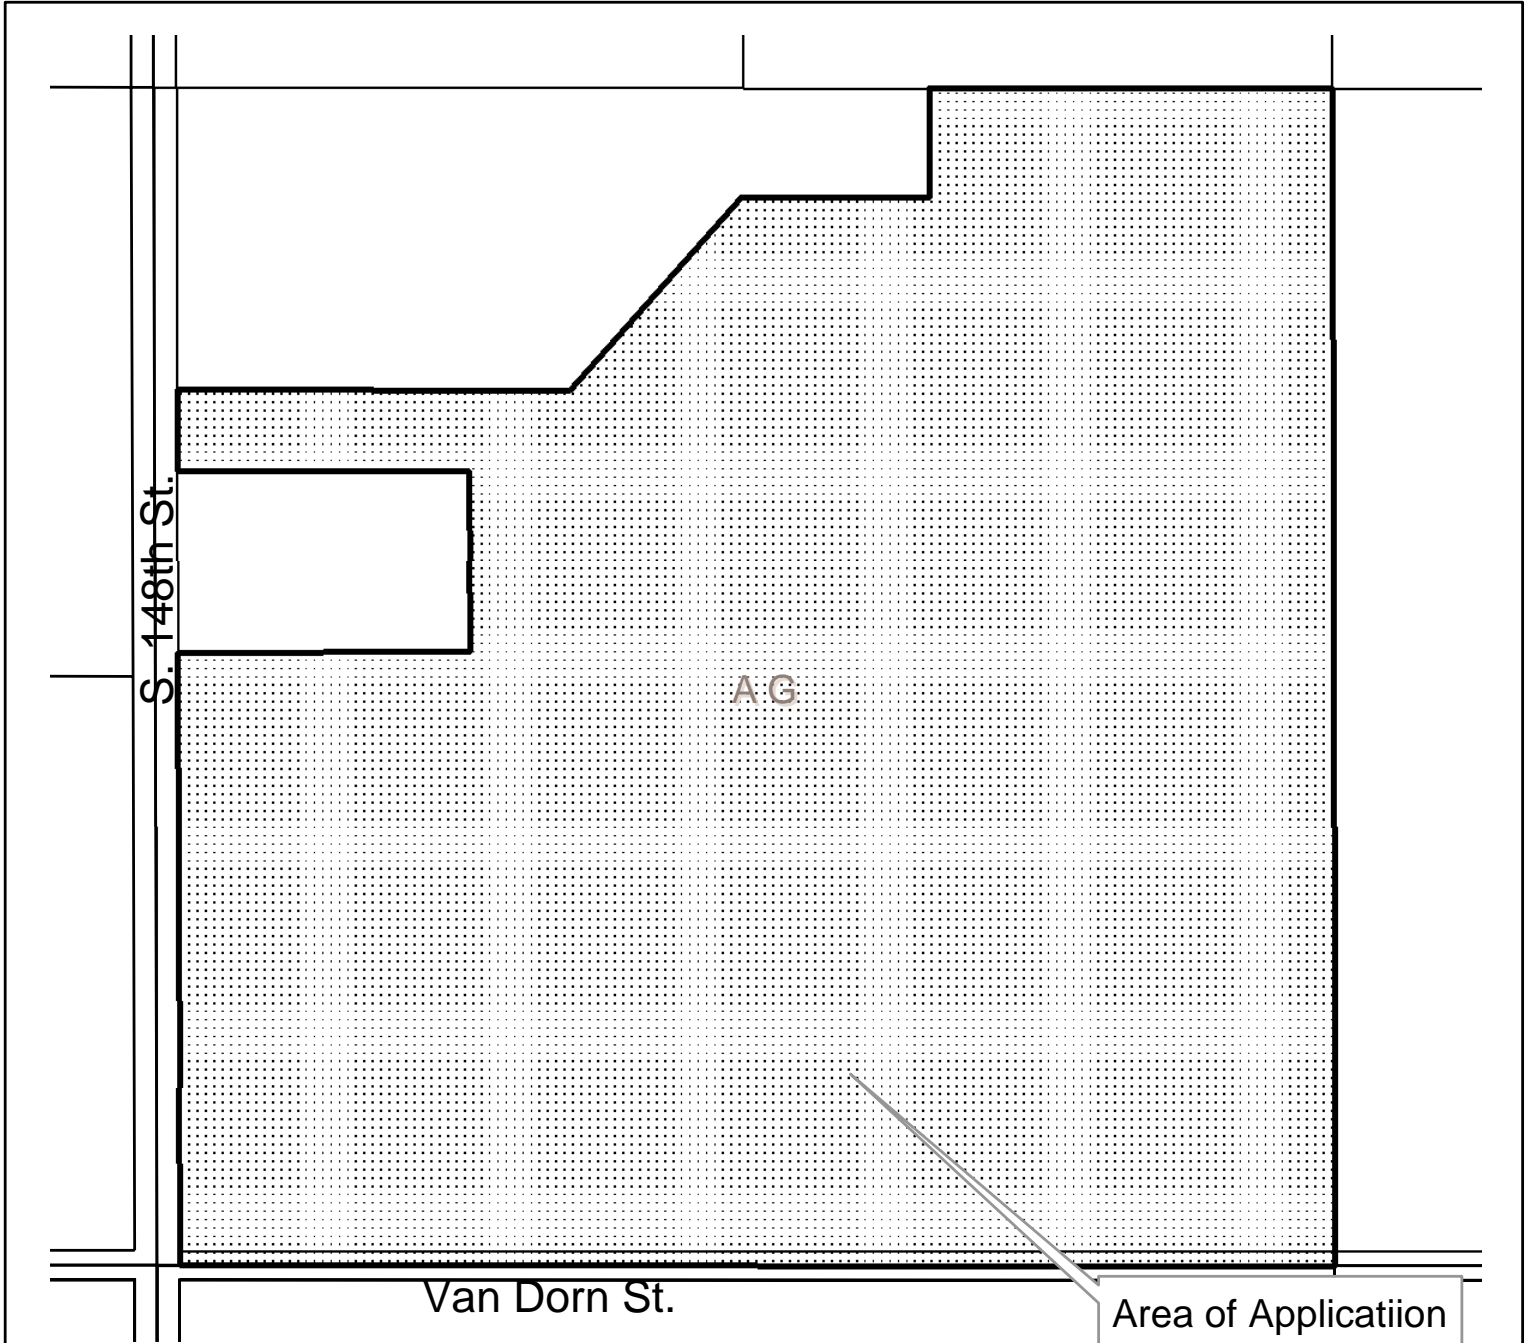 S. 148th St.
AG
Van Dorn St.
Area of Applicatiion